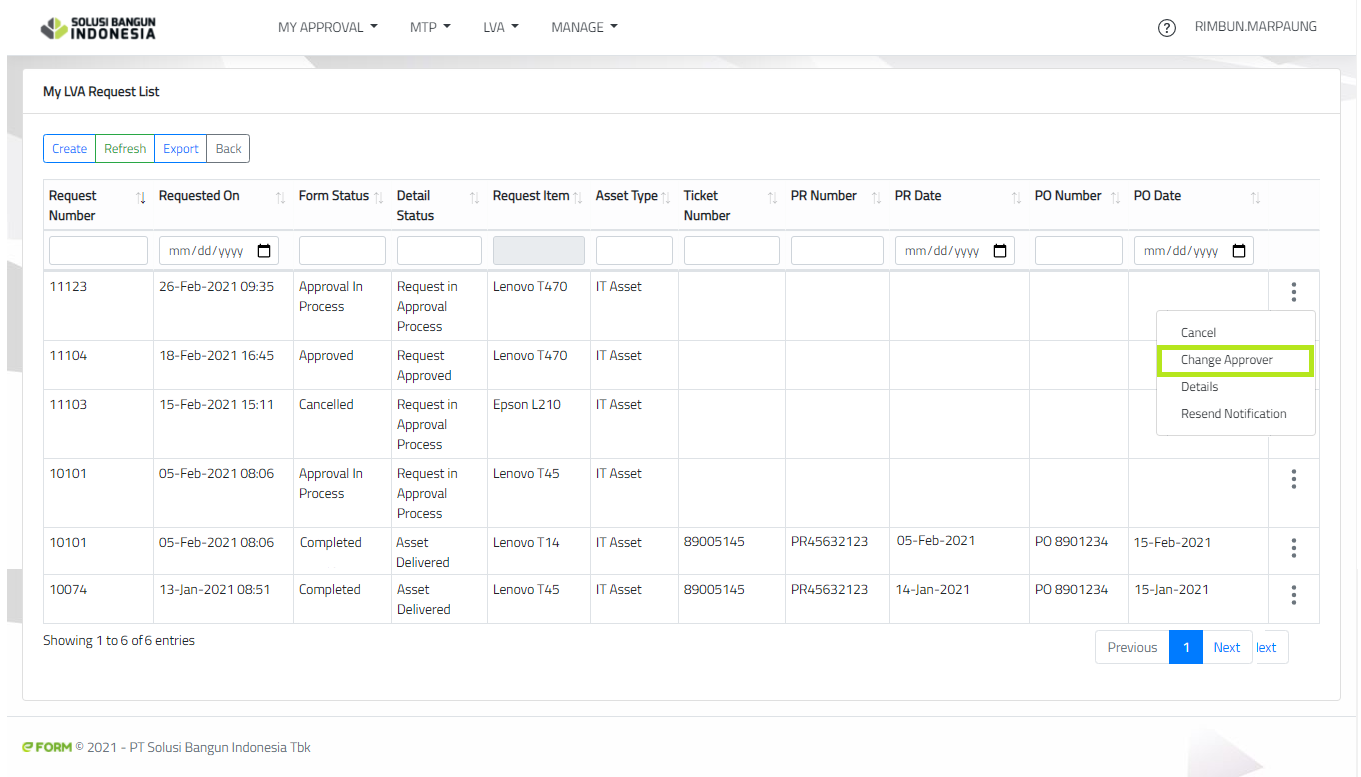 SOLUSI BANGUN
INDONESIA
MY APPROVAL MTP LVA MANAGE ? RIMBUN.MARPAUNG
My LVA Request List
Create Refresh Export Back
Request Number Requested On Form Status Detail Status Request Item Asset Type Ticket Number PR Number PR Date PO Number PO Date
mm/dd/yyyy mm/dd/yyyy mm/dd/yyyy
11123 26-Feb-2021 09:35 Approval In Process Request in Approval Process Lenovo T470 IT Asset
Cancel
Change Approver
Details
Resend Notification
11104 18-Feb-2021 16:45 Approved Request Approved Lenovo T470 IT Asset
11103 15-Feb-2021 15:11 Cancelled Request in Approval Process Epson L210 IT Asset
10101 05-Feb-2021 08:06 Approval In Process Request in Approval Process Lenovo T45 IT Asset
10101 05-Feb-2021 08:06 Completed Asset Delivered Lenovo T14 IT Asset 89005145 PR45632123 05-Feb-2021 PO 8901234 15-Feb-2021
10074 13-Jan-2021 08:51 Completed Asset Delivered Lenovo T45 IT Asset 89005145 PR45632123 14-Jan-2021 PO 8901234 15-Jan-2021
Showing 1 to 6 of 6 entries
Previous 1 Next lext
eFORM © 2021 - PT Solusi Bangun Indonesia Tbk